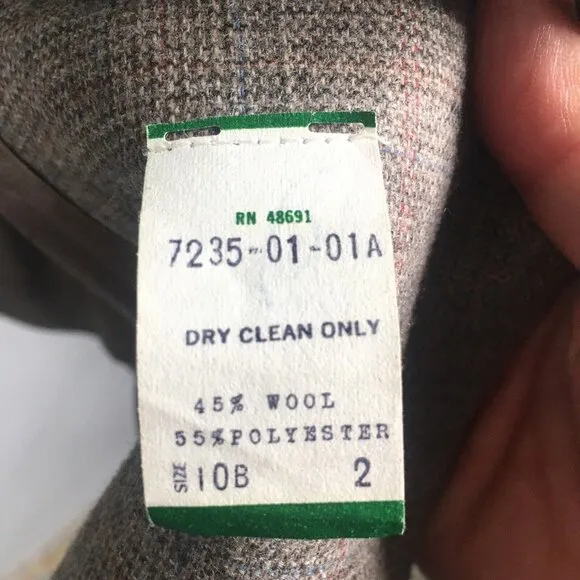 RN 48691
7235-01-01A
DRY CLEAN ONLY
45% WOOL
55%POLYESTER
SIZE 10B 2